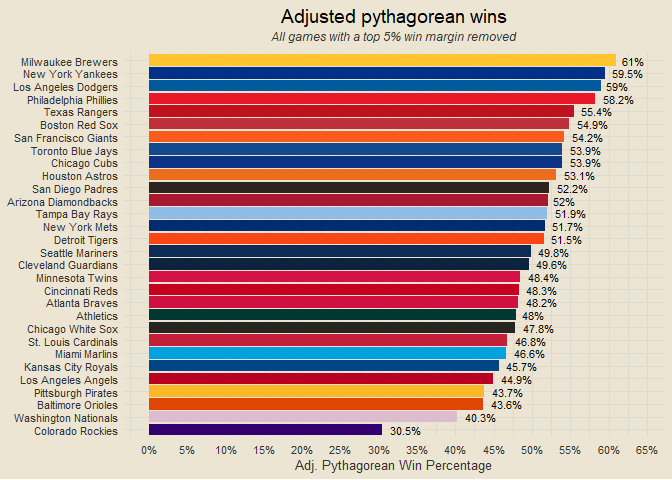 Adjusted pythagorean wins
All games with a top 5% win margin removed
Milwaukee Brewers 61%
New York Yankees 59.5%
Los Angeles Dodgers 59%
Philadelphia Phillies 58.2%
Texas Rangers 55.4%
Boston Red Sox 54.9%
San Francisco Giants 54.2%
Toronto Blue Jays 53.9%
Chicago Cubs 53.9%
Houston Astros 53.1%
San Diego Padres 52.2%
Arizona Diamondbacks 52%
Tampa Bay Rays 51.9%
New York Mets 51.7%
Detroit Tigers 51.5%
Seattle Mariners 49.8%
Cleveland Guardians 49.6%
Minnesota Twins 48.4%
Cincinnati Reds 48.3%
Atlanta Braves 48.2%
Athletics 48%
Chicago White Sox 47.8%
St. Louis Cardinals 46.8%
Miami Marlins 46.6%
Kansas City Royals 45.7%
Los Angeles Angels 44.9%
Pittsburgh Pirates 43.7%
Baltimore Orioles 43.6%
Washington Nationals 40.3%
Colorado Rockies 30.5%
0% 5% 10% 15% 20% 25% 30% 35% 40% 45% 50% 55% 60% 65%
Adj. Pythagorean Win Percentage